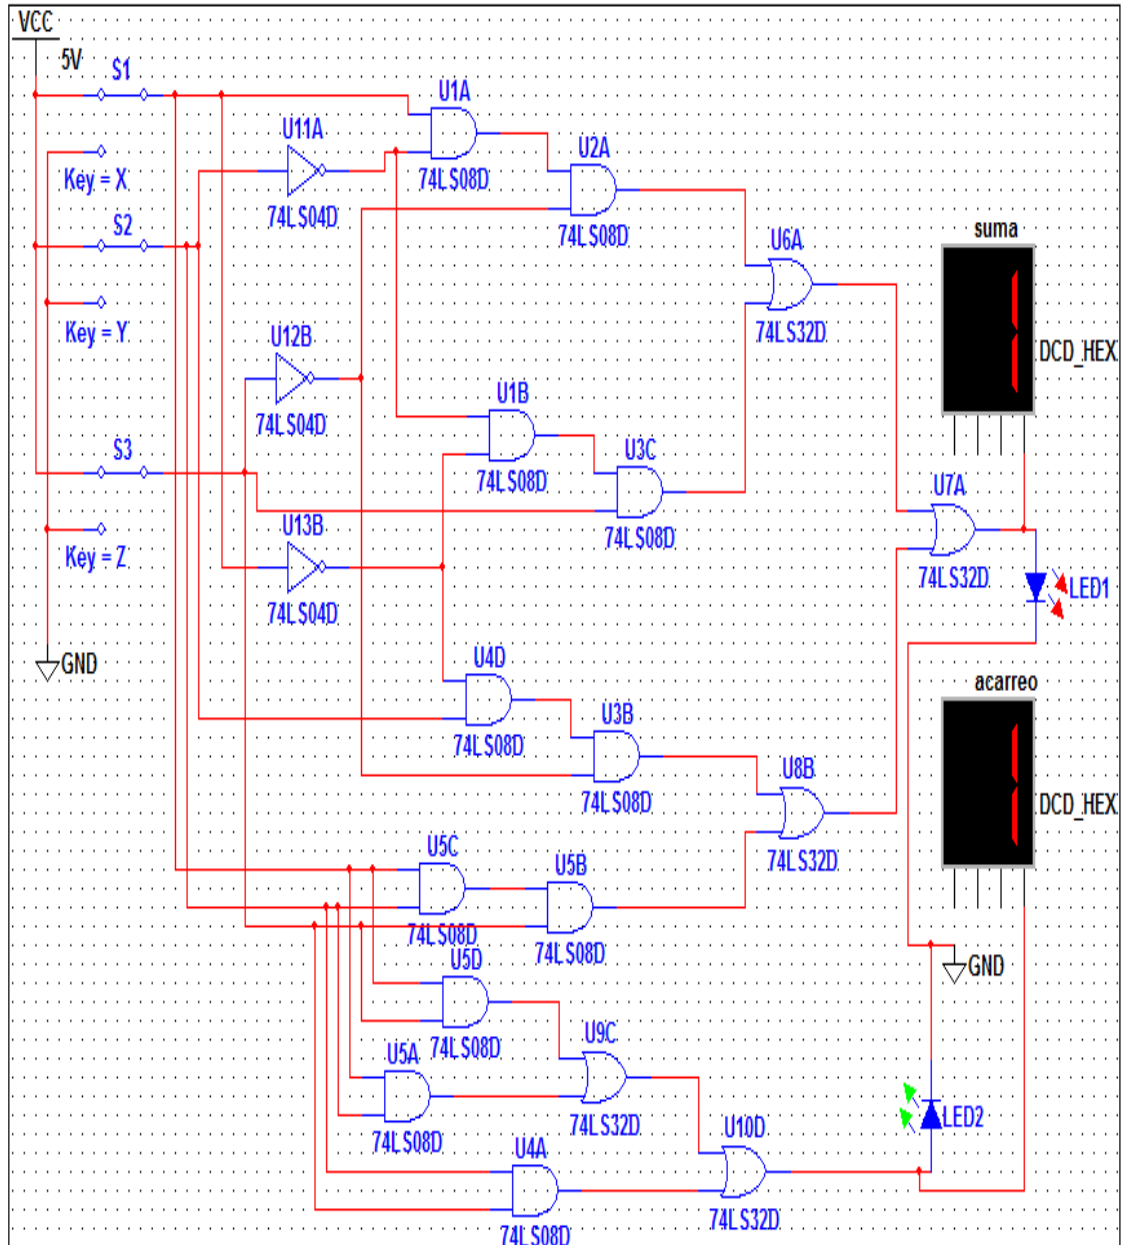 VCC
5V
S1
Key = X
S2
Key = Y
S3
Key = Z
GND
U11A
74LS04D
U12B
74LS04D
U13B
74LS04D
U1A
74LS08D
U2A
74LS08D
U6A
74LS32D
U1B
74LS08D
U3C
74LS08D
U4D
74LS08D
U3B
74LS08D
U8B
74LS32D
U7A
74LS32D
U5C
74LS08D
U5B
74LS08D
U5D
74LS08D
U5A
74LS08D
U9C
74LS32D
U4A
74LS08D
U10D
74LS32D
suma
DCD_HEX
LED1
acarreo
DCD_HEX
GND
LED2